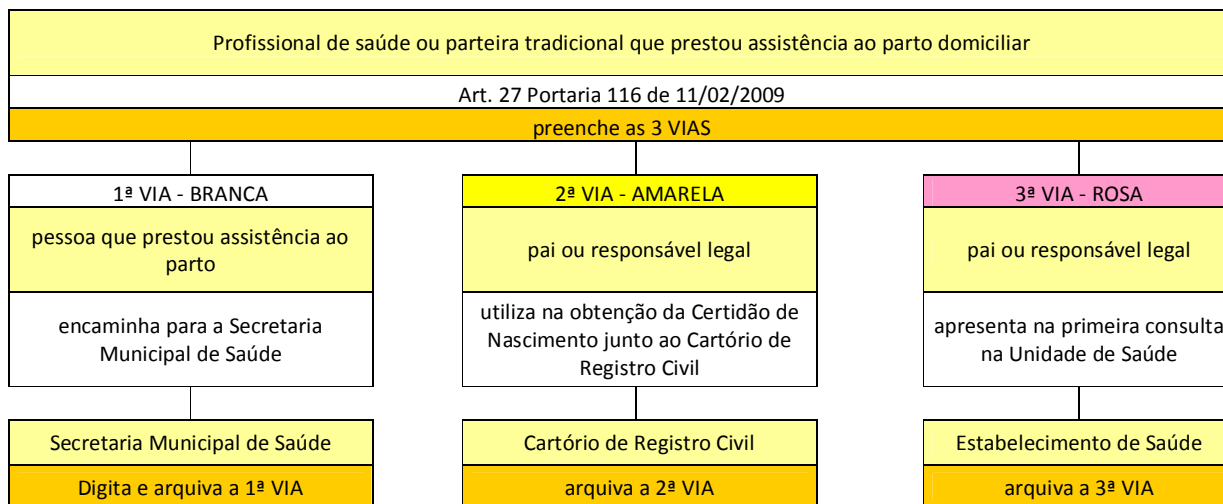 Profissional de saúde ou parteira tradicional que prestou assistência ao parto domiciliar
Art. 27 Portaria 116 de 11/02/2009
preenche as 3 VIAS
1ª VIA - BRANCA
pessoa que prestou assistência ao
parto
encaminha para a Secretaria
Municipal de Saúde
Secretaria Municipal de Saúde
Digita e arquiva a 1ª VIA
2ª VIA - AMARELA
pai ou responsável legal
utiliza na obtenção da Certidão de
Nascimento junto ao Cartório de
Registro Civil
Cartório de Registro Civil
arquiva a 2ª VIA
3ª VIA - ROSA
pai ou responsável legal
apresenta na primeira consulta
na Unidade de Saúde
Estabelecimento de Saúde
arquiva a 3ª VIA